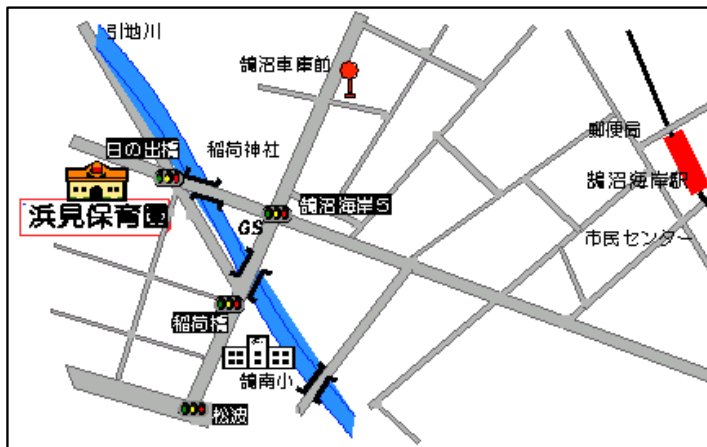 引地川
鵠沼車庫前
郵便局
日の出橋
稲荷神社
鵠沼海岸駅
浜見保育園
鵠沼海岸5
GS
市民センター
稲荷橋
鵠南小
松波